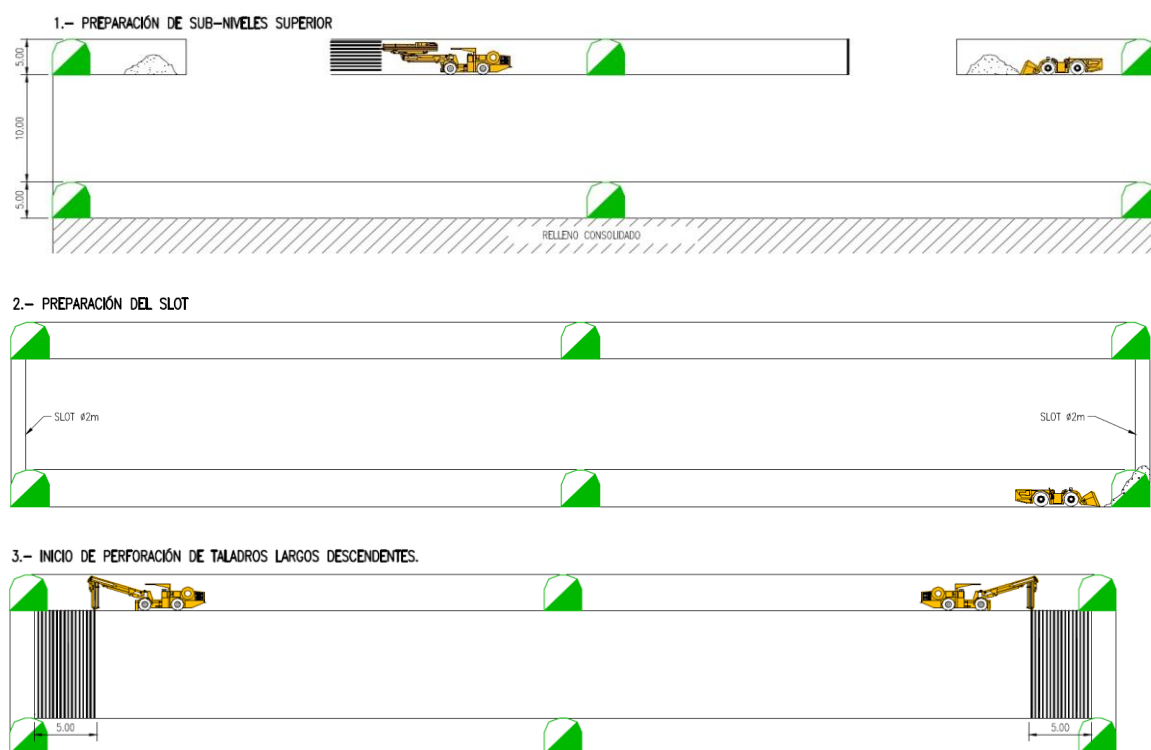 1.- PREPARACIÓN DE SUB-NIVELES SUPERIOR
5.00
10.00
5.00
RELLENO CONSOLIDADO
2.- PREPARACIÓN DEL SLOT
SLOT Ø2m
SLOT Ø2m
3.- INICIO DE PERFORACIÓN DE TALADROS LARGOS DESCENDENTES.
5.00
5.00